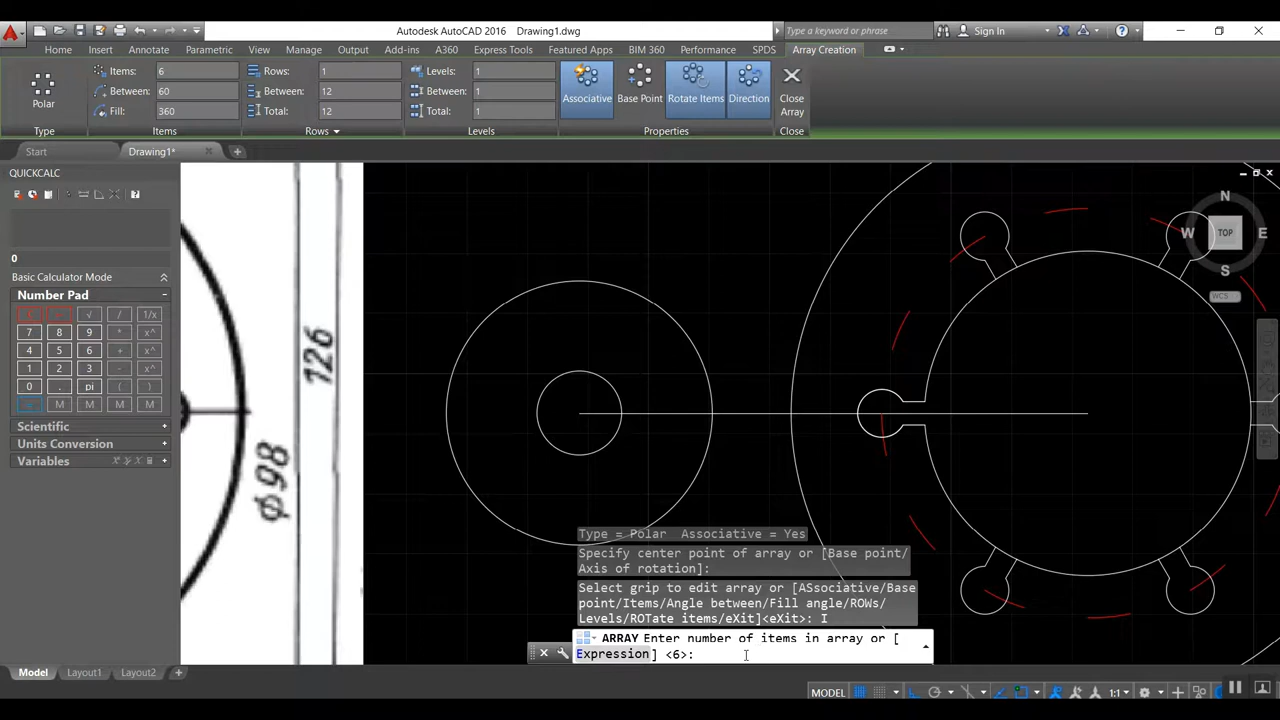 Autodesk AutoCAD 2016 Drawing1.dwg
Type a keyword or phrase
Sign In
Home Insert Annotate Parametric View Manage Output Add-ins A360 Express Tools Featured Apps BIM 360 Performance SPDS Array Creation
Items: 6 Rows: 1 Levels: 1
Between: 60 Between: 12 Between: 1
Fill: 360 Total: 12 Total: 1
Polar
Associative Base Point Rotate Items Direction Close
Array
Type Items Rows Levels Properties Close
Start Drawing1*
QUICKCALC
0
Basic Calculator Mode
Number Pad
√ / 1/x
7 8 9 * x^
4 5 6 + x^
1 2 3 - x^
0 . pi ( )
M M M M
Scientific
Units Conversion
Variables
126
ф98
N
W TOP E
S
WCS
Type = Polar Associative = Yes
Specify center point of array or [Base point/
Axis of rotation]:
Select grip to edit array or [ASsociative/Base
point/Items/Angle between/Fill angle/ROWs/
Levels/ROTate items/eXit]<eXit>: I
ARRAY Enter number of items in array or [
Expression] <6>:
Model Layout1 Layout2
MODEL 1:1